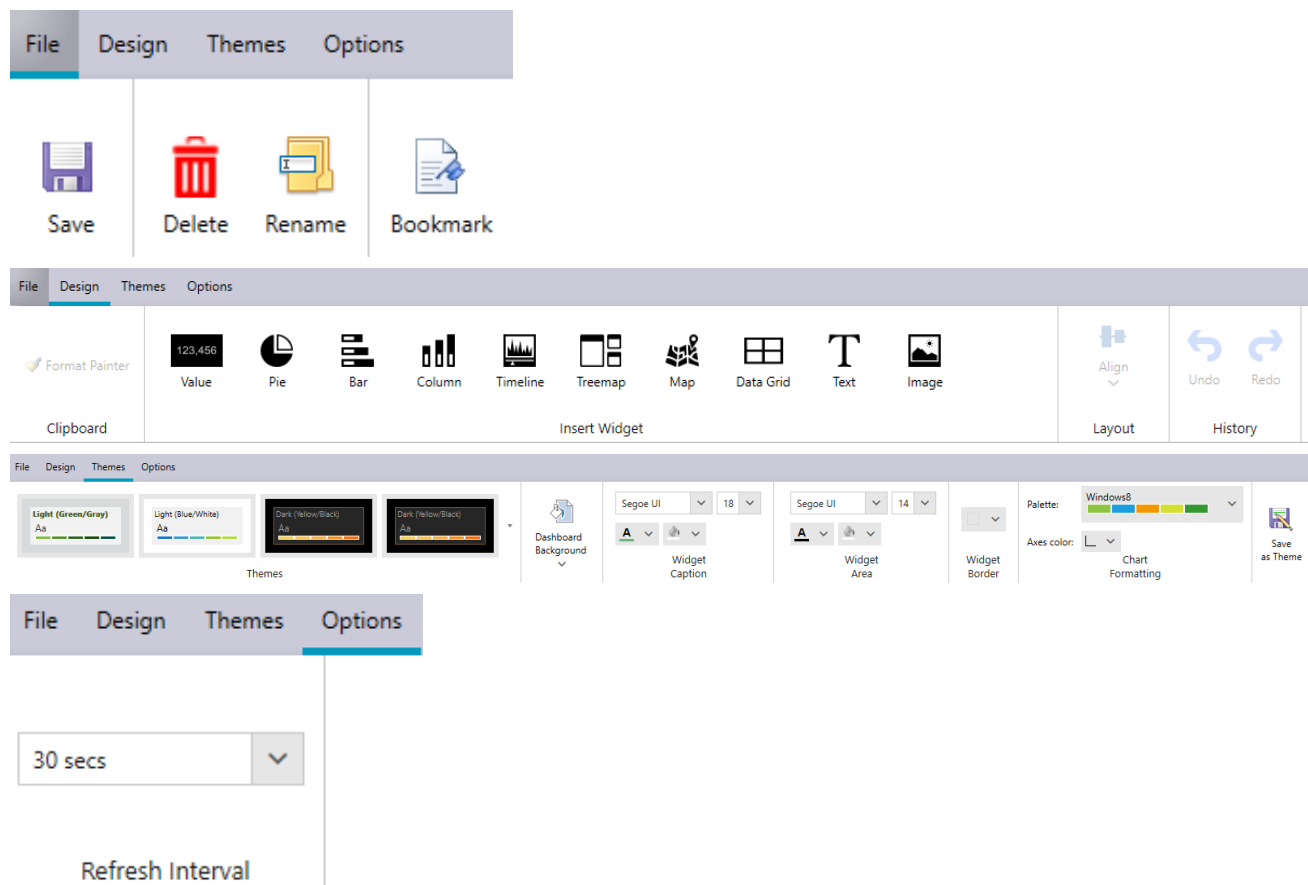 File Design Themes Options
Save Delete Rename Bookmark
File Design Themes Options
Format Painter
123,456
Value Pie Bar Column Timeline Treemap Map Data Grid Text Image
Align
Undo Redo
Clipboard Insert Widget Layout History
File Design Themes Options
Light (Green/Gray)
Aa
Light (Blue/White)
Aa
Dark (Yellow/Black)
Aa
Dark (Yellow/Black)
Aa
Themes
Dashboard
Background
Segoe UI 18
A
Widget
Caption
Segoe UI 14
A
Widget
Area
Widget
Border
Palette: Windows8
Axes color:
Chart
Formatting
Save
as Theme
File Design Themes Options
30 secs
Refresh Interval